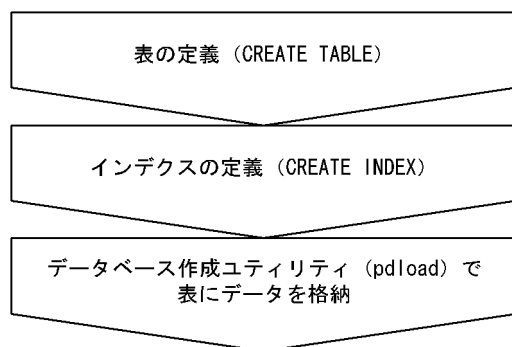 表の定義（CREATE TABLE）
インデクスの定義（CREATE INDEX）
データベース作成ユティリティ（pdload）で
表にデータを格納